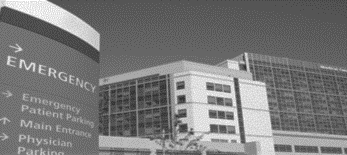 →
EMERGENCY
→ Emergency
Patient Parking
↑ Main Entrance
→ Physician
Parking